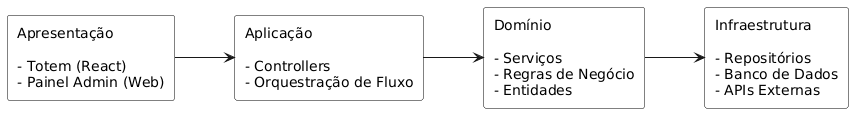 Apresentação
- Totem (React)
- Painel Admin (Web)
Aplicação
- Controllers
- Orquestração de Fluxo
Domínio
- Serviços
- Regras de Negócio
- Entidades
Infraestrutura
- Repositórios
- Banco de Dados
- APIs Externas